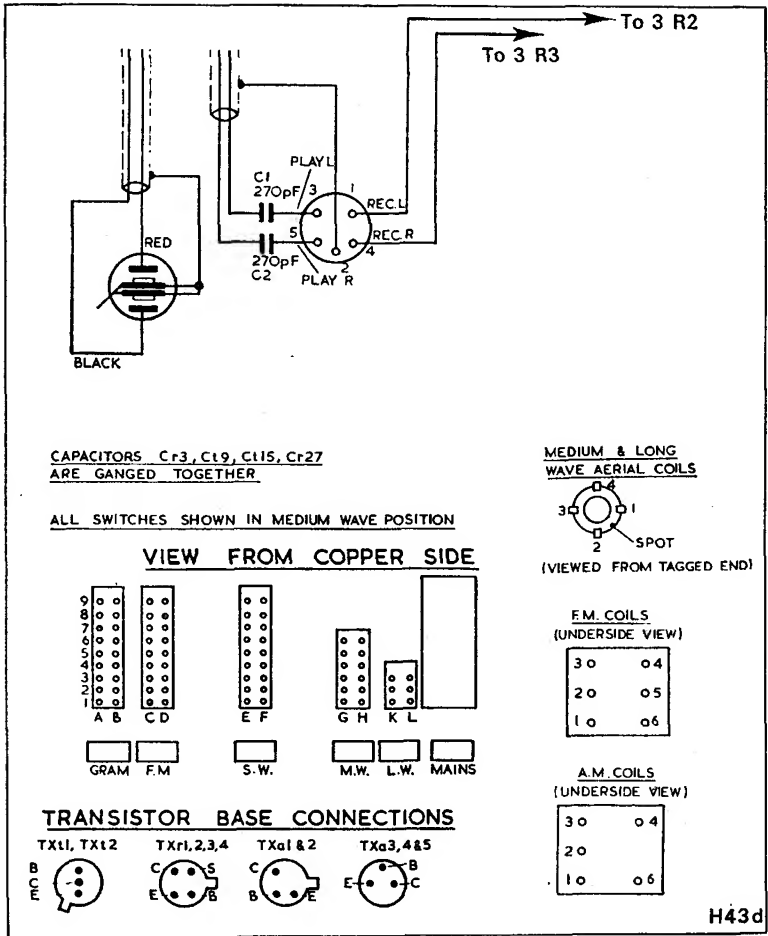 To 3 R2
To 3 R3
C1
270pF
PLAY L
3
1
REC. L
RED
5
REC. R
4
270pF
C2
PLAY R
2
BLACK
CAPACITORS Cr3, Ct9, Ct15, Cr27
ARE GANGED TOGETHER
ALL SWITCHES SHOWN IN MEDIUM WAVE POSITION
VIEW FROM COPPER SIDE
9
8
7
6
5
4
3
2
1
A B
C D
E F
G H
K L
GRAM
F.M
S.W.
M.W.
L.W.
MAINS
MEDIUM & LONG
WAVE AERIAL COILS
4
3
1
2
SPOT
(VIEWED FROM TAGGED END)
F.M. COILS
(UNDERSIDE VIEW)
3 4
2 5
1 6
A.M. COILS
(UNDERSIDE VIEW)
3 4
2
1 6
TRANSISTOR BASE CONNECTIONS
TXt1, TXt2
B
C
E
TXr1,2,3,4
C S
E B
TXa1 & 2
C
B E
TXa3,4&5
B
E C
H43d